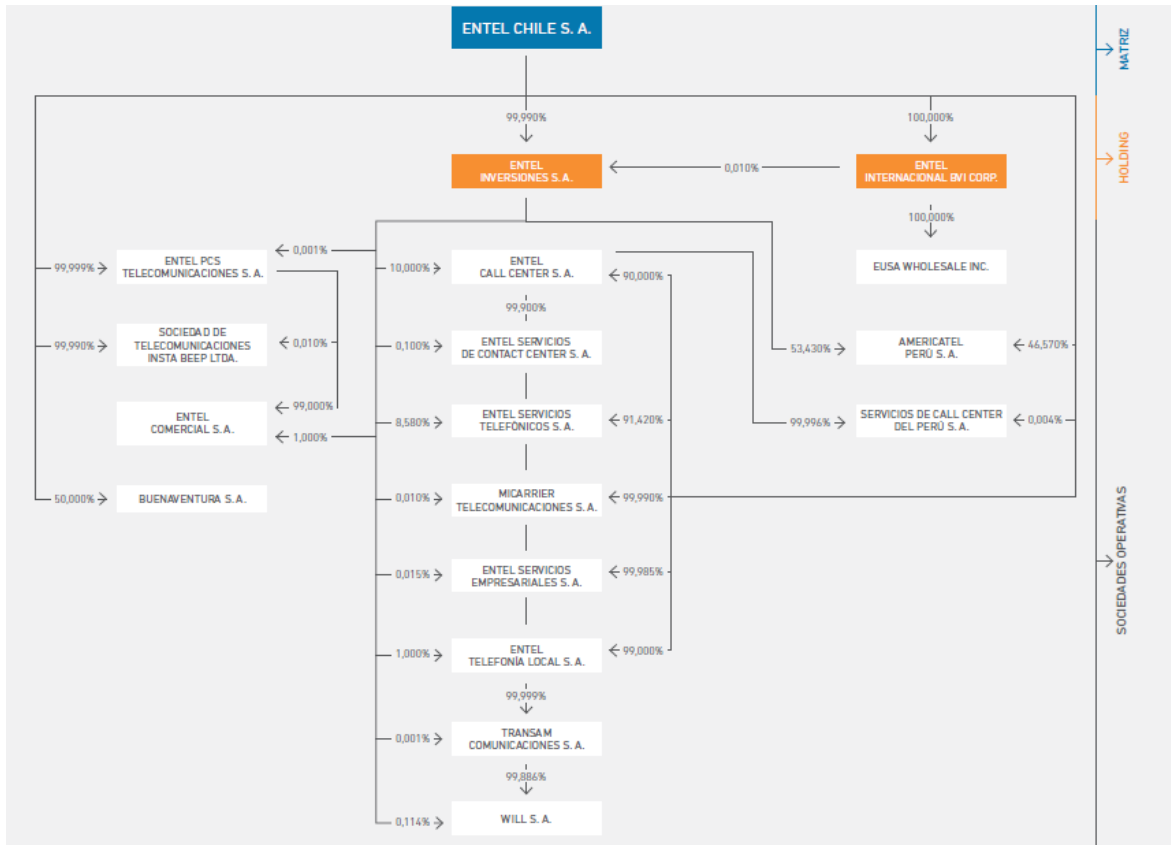 ENTEL CHILE S. A.
MATRIZ
99,990%
100,000%
HOLDING
ENTEL
INVERSIONES S. A.
0,010%
ENTEL
INTERNACIONAL BVI CORP.
100,000%
99,999%
ENTEL PCS
TELECOMUNICACIONES S. A.
0,001%
10,000%
ENTEL
CALL CENTER S. A.
90,000%
EUSA WHOLESALE INC.
99,900%
99,990%
SOCIEDAD DE
TELECOMUNICACIONES
INSTA BEEP LTDA.
0,010%
0,100%
ENTEL SERVICIOS
DE CONTACT CENTER S. A.
53,430%
AMERICATEL
PERÚ S. A.
46,570%
ENTEL
COMERCIAL S. A.
99,000%
1,000%
8,580%
ENTEL SERVICIOS
TELEFÓNICOS S. A.
91,420%
99,996%
SERVICIOS DE CALL CENTER
DEL PERÚ S. A.
0,004%
50,000%
BUENAVENTURA S. A.
0,010%
MICARRIER
TELECOMUNICACIONES S. A.
99,990%
SOCIEDADES OPERATIVAS
0,015%
ENTEL SERVICIOS
EMPRESARIALES S. A.
99,985%
1,000%
ENTEL
TELEFONÍA LOCAL S. A.
99,000%
99,999%
0,001%
TRANSAM
COMUNICACIONES S. A.
99,886%
0,114%
WILL S. A.